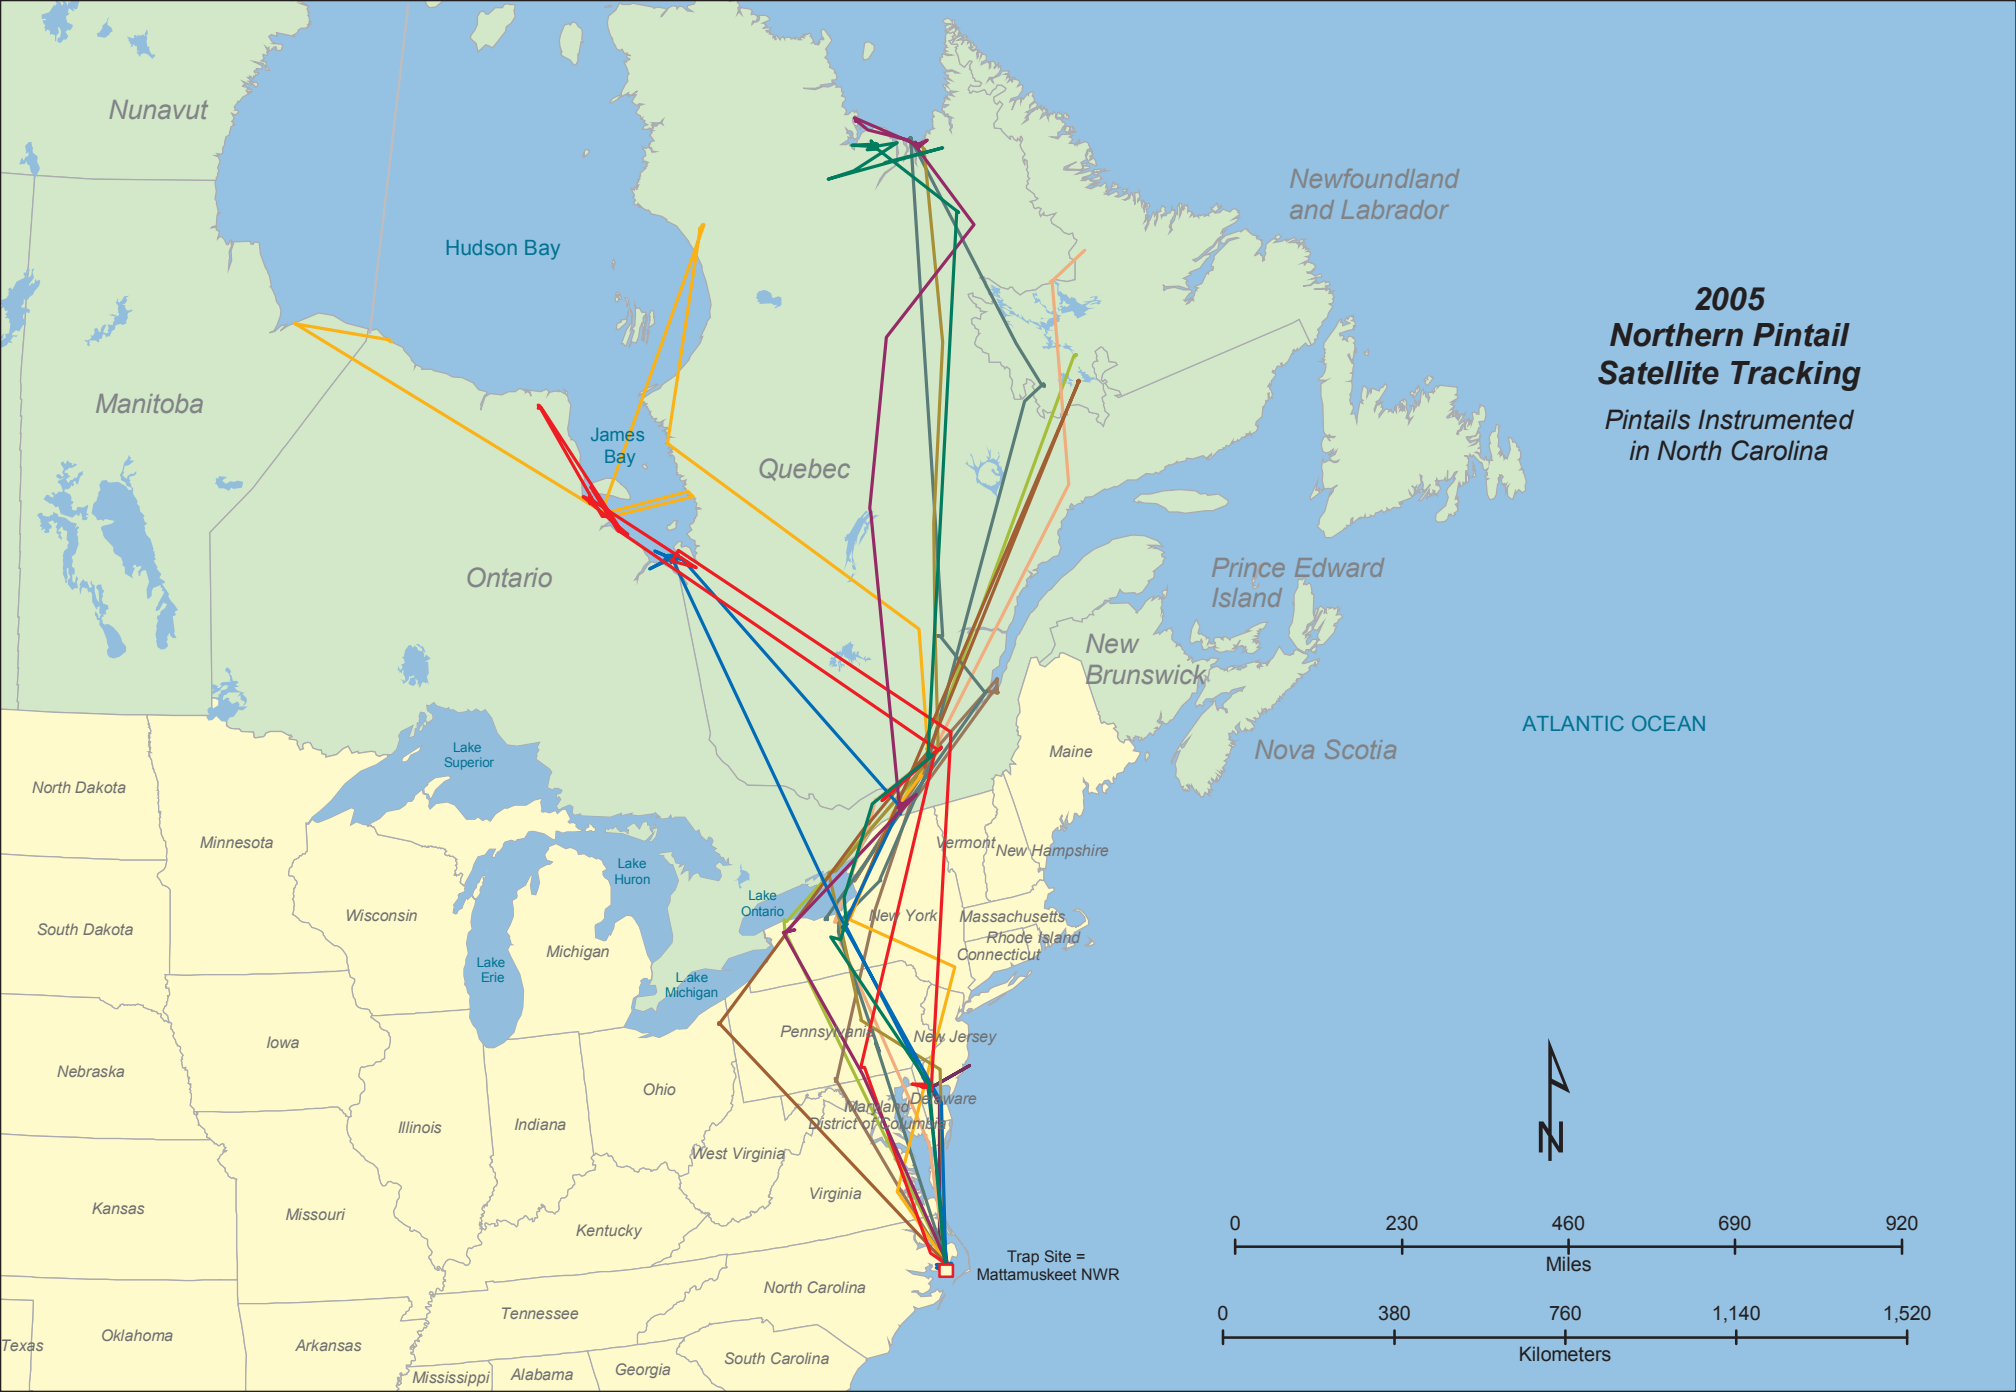 Nunavut
Newfoundland
and Labrador
Hudson Bay
2005
Northern Pintail
Satellite Tracking
Pintails Instrumented
in North Carolina
Manitoba
James
Bay
Quebec
Ontario
Prince Edward
Island
New
Brunswick
ATLANTIC OCEAN
Nova Scotia
Maine
Lake
Superior
North Dakota
Minnesota
Vermont
New Hampshire
Lake
Huron
Lake
Ontario
Wisconsin
New York
Massachusetts
South Dakota
Rhode Island
Michigan
Connecticut
Lake
Erie
Lake
Michigan
Pennsylvania
New Jersey
Iowa
Nebraska
Ohio
Delaware
Maryland
District of Columbia
Illinois
Indiana
West Virginia
Virginia
Kansas
Missouri
Kentucky
N
0 230 460 690 920
Miles
Trap Site =
Mattamuskeet NWR
North Carolina
Tennessee
0 380 760 1,140 1,520
Kilometers
Texas
Oklahoma
Arkansas
South Carolina
Mississippi
Alabama
Georgia